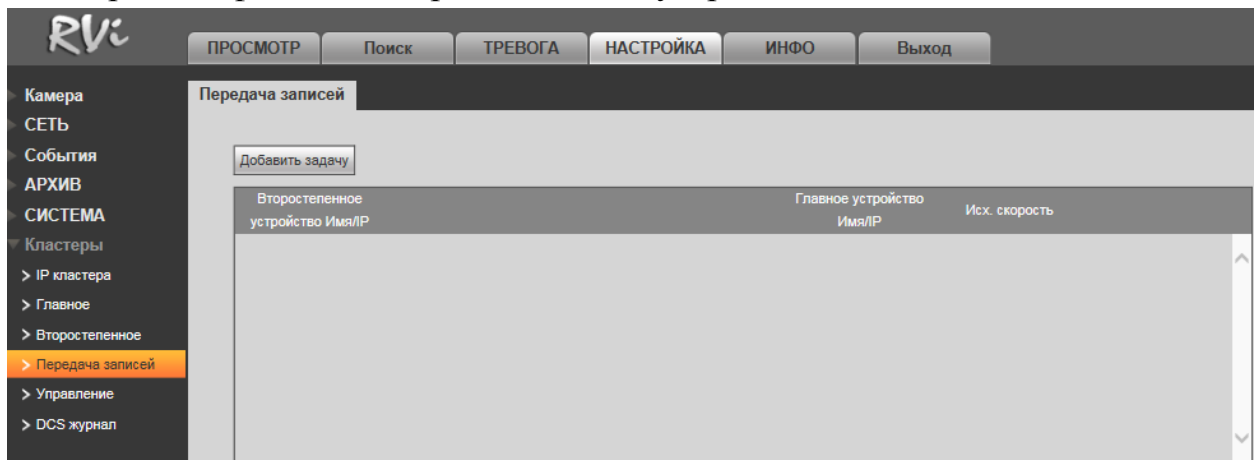 RVi
ПРОСМОТР
Поиск
ТРЕВОГА
НАСТРОЙКА
ИНФО
Выход
Камера
СЕТЬ
События
АРХИВ
СИСТЕМА
Кластеры
> IP кластера
> Главное
> Второстепенное
> Передача записей
> Управление
> DCS журнал
Передача записей
Добавить задачу
Второстепенное
устройство Имя/IP
Главное устройство
Имя/IP
Исх. скорость